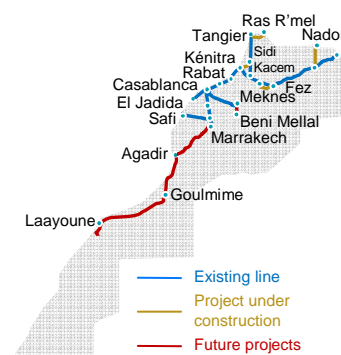 Ras R’mel
Tangier
Nado
Sidi
Kacem
Kénitra
Rabat
Fez
Casablanca
Meknes
El Jadida
Safi
Beni Mellal
Marrakech
Agadir
Goulmime
Laayoune
Existing line
Project under
construction
Future projects